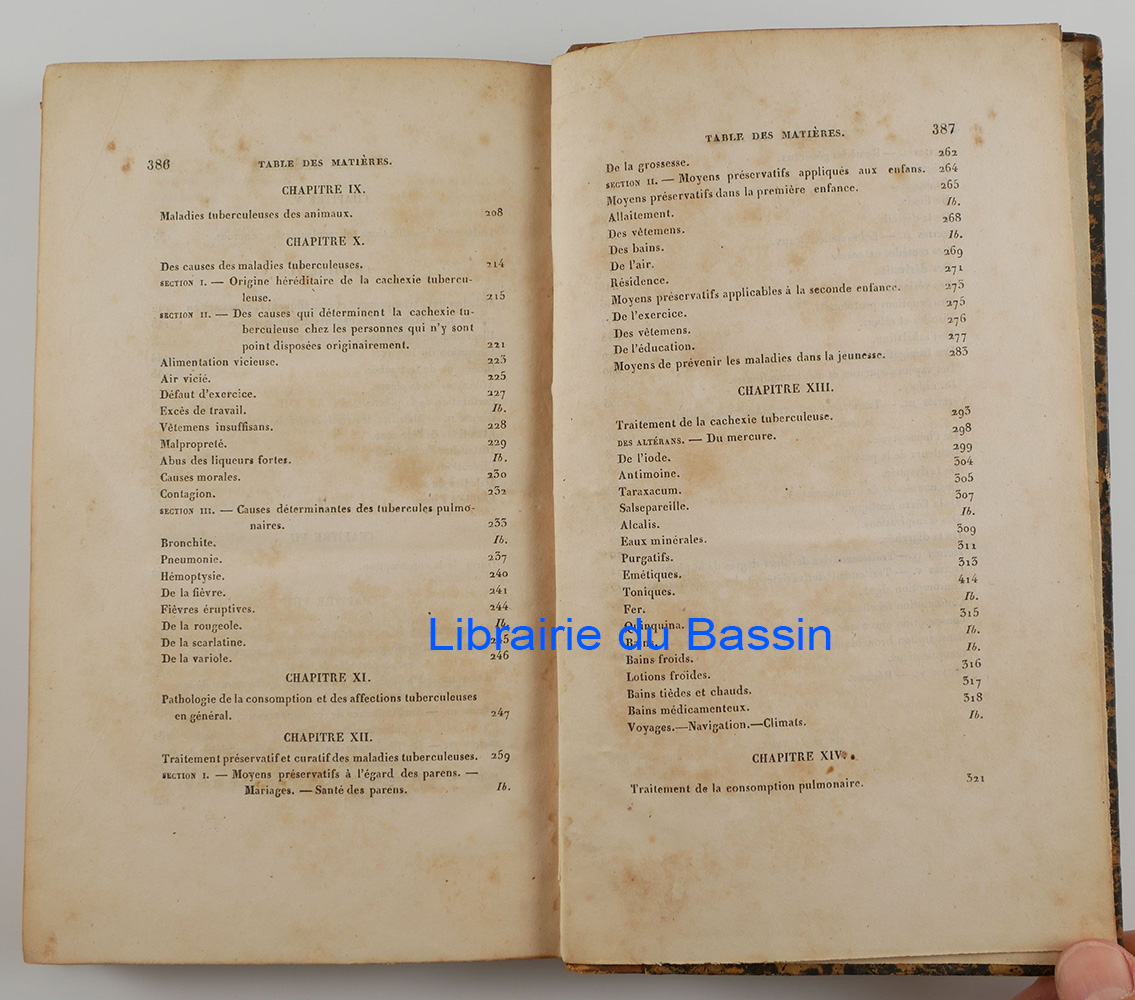 386 TABLE DES MATIÈRES.
CHAPITRE IX.
Maladies tuberculeuses des animaux. 208
CHAPITRE X.
Des causes des maladies tuberculeuses. 214
SECTION I. — Origine héréditaire de la cachexie tubercu-
leuse. 215
SECTION II. — Des causes qui déterminent la cachexie tu-
berculeuse chez les personnes qui n'y sont
point disposées originairement. 221
Alimentation vicieuse. 223
Air vicié. 225
Défaut d'exercice. 227
Excès de travail. Ib.
Vêtemens insuffisans. 228
Malpropreté. 229
Abus des liqueurs fortes. Ib.
Causes morales. 230
Contagion. 232
SECTION III. — Causes déterminantes des tubercules pulmo-
naires. 233
Bronchite. Ib.
Pneumonie. 237
Hémoptysie. 240
De la fièvre. 241
Fièvres éruptives. 244
De la rougeole. Ib.
De la scarlatine. 245
De la variole. 246
CHAPITRE XI.
Pathologie de la consomption et des affections tuberculeuses
en général. 247
CHAPITRE XII.
Traitement préservatif et curatif des maladies tuberculeuses. 259
SECTION I. — Moyens préservatifs à l'égard des parens. —
Mariages. — Santé des parens. Ib.
TABLE DES MATIÈRES. 387
De la grossesse. 262
SECTION II. — Moyens préservatifs appliqués aux enfans. 264
Moyens préservatifs dans la première enfance. 265
Allaitement. Ib.
Des vêtemens. 268
Des bains. Ib.
De l'air. 269
Résidence. 271
Moyens préservatifs applicables à la seconde enfance. 273
De l'exercice. 275
Des vêtemens. 276
De l'éducation. 277
Moyens de prévenir les maladies dans la jeunesse. 283
CHAPITRE XIII.
Traitement de la cachexie tuberculeuse. 293
DES ALTÉRANS. — Du mercure. 298
De l'iode. 299
Antimoine. 304
Taraxacum. 305
Salsepareille. 307
Alcalis. Ib.
Eaux minérales. 309
Purgatifs. 311
Emétiques. 313
Toniques. 414
Fer. Ib.
Quinquina. 315
Bains. Ib.
Bains froids. Ib.
Lotions froides. 316
Bains tièdes et chauds. 317
Bains médicamenteux. 318
Voyages.—Navigation.—Climats. Ib.
CHAPITRE XIV.
Traitement de la consomption pulmonaire. 321
Librairie du Bassin